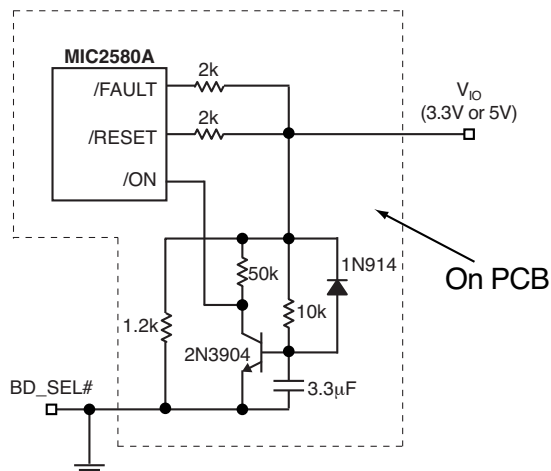 MIC2580A
/FAULT
/RESET
/ON
2k
2k
V_IO
(3.3V or 5V)
50k
1N914
10k
1.2k
2N3904
3.3µF
On PCB
BD_SEL#